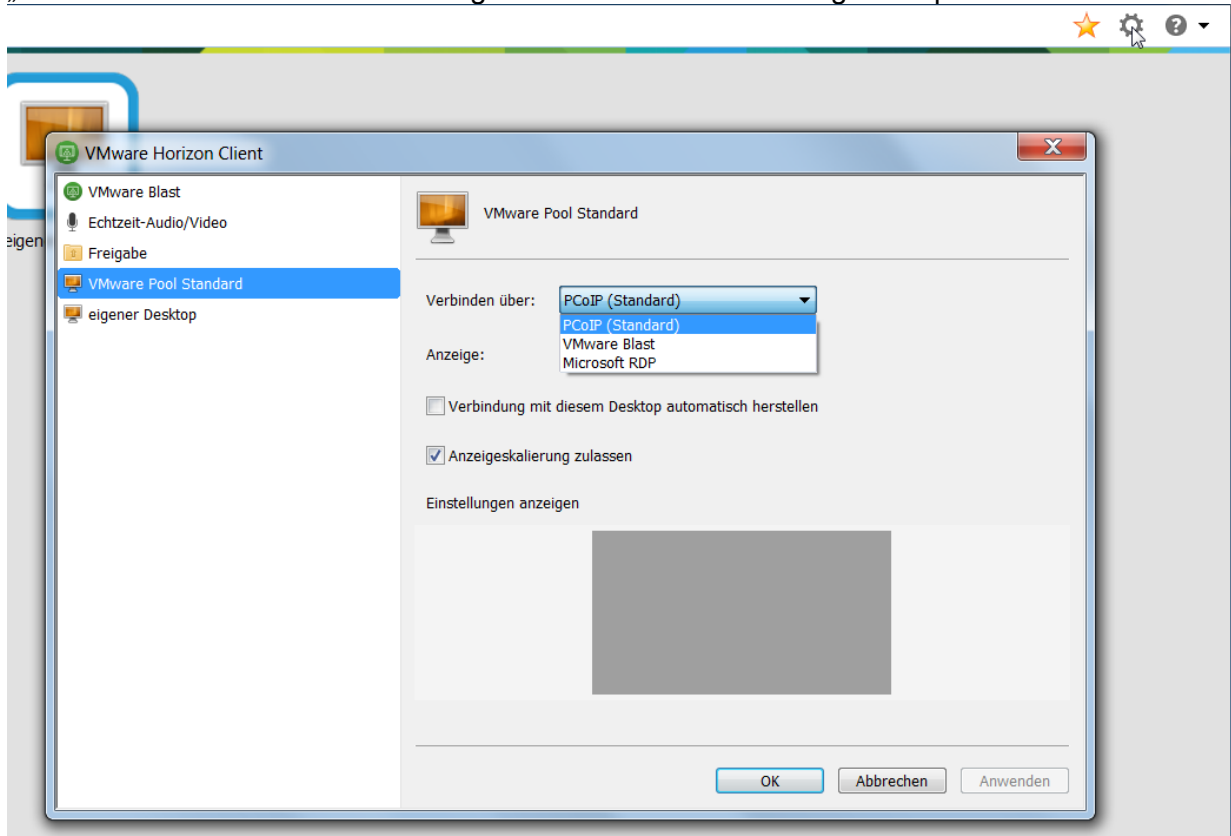 VMware Horizon Client
eigen
VMware Blast
Echtzeit-Audio/Video
Freigabe
VMware Pool Standard
eigener Desktop
VMware Pool Standard
Verbinden über: PCoIP (Standard)
PCoIP (Standard)
VMware Blast
Microsoft RDP
Anzeige:
Verbindung mit diesem Desktop automatisch herstellen
Anzeigeskalierung zulassen
Einstellungen anzeigen
OK Abbrechen Anwenden